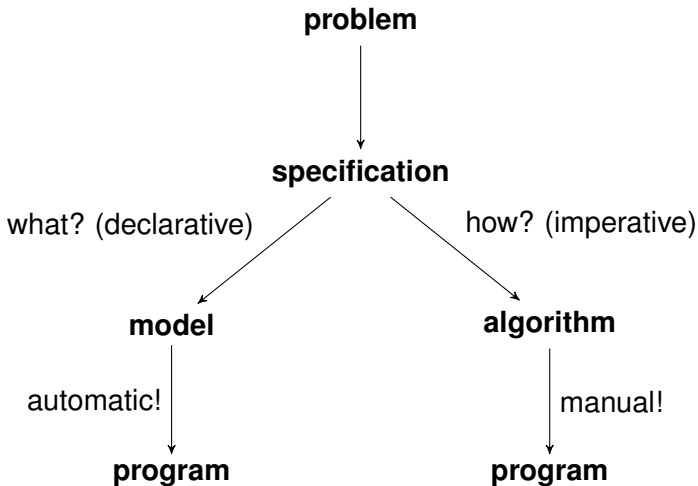 problem
specification
what? (declarative)
how? (imperative)
model
algorithm
automatic!
manual!
program
program